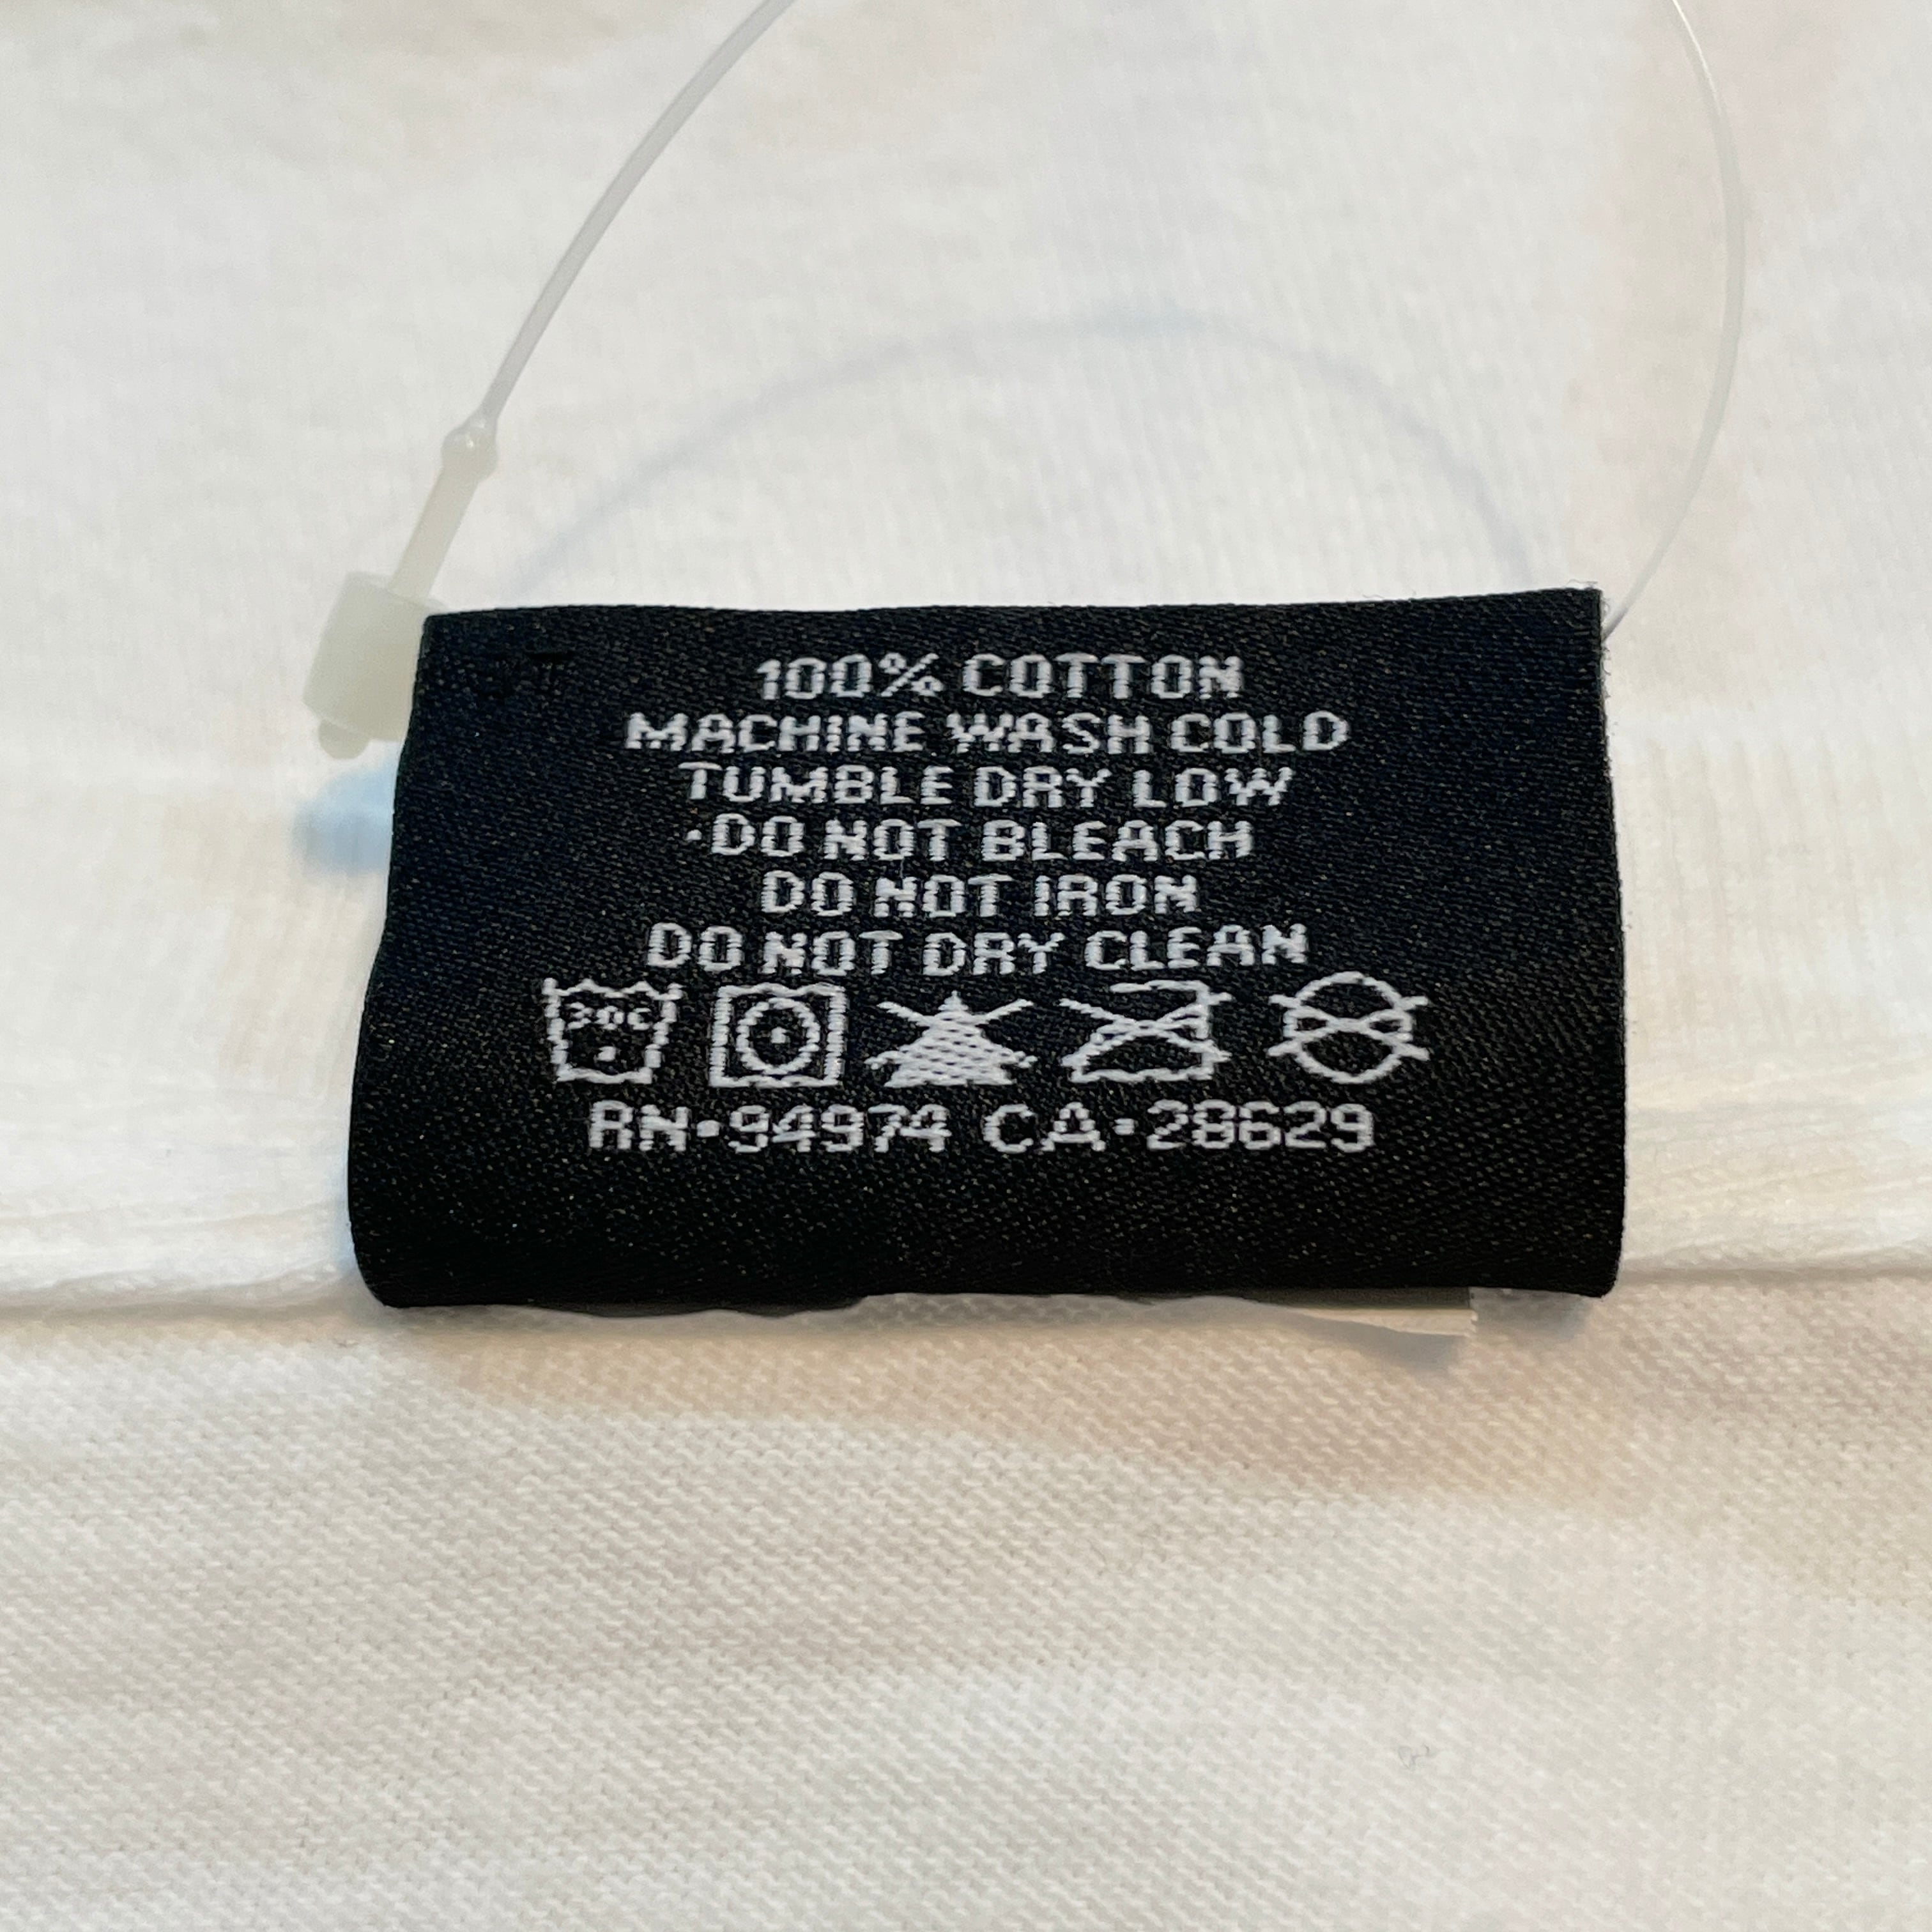 100% COTTON
MACHINE WASH COLD
TUMBLE DRY LOW
·DO NOT BLEACH
DO NOT IRON
DO NOT DRY CLEAN
30C
RN·94974 CA·28629